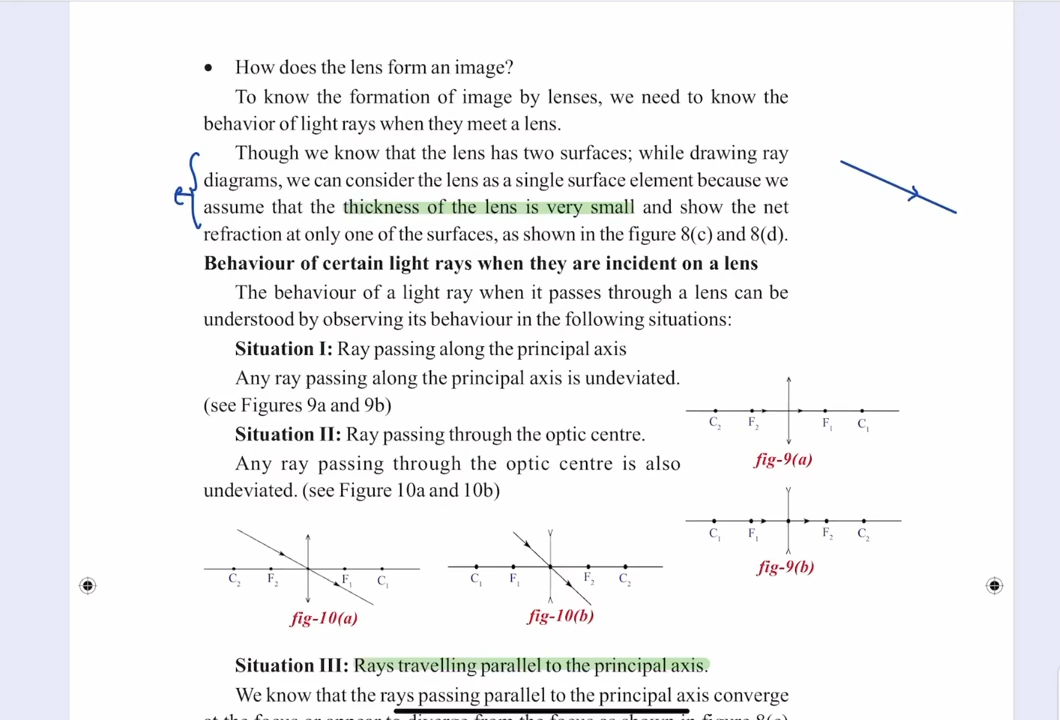 • How does the lens form an image?
To know the formation of image by lenses, we need to know the
behavior of light rays when they meet a lens.
Though we know that the lens has two surfaces; while drawing ray
diagrams, we can consider the lens as a single surface element because we
assume that the thickness of the lens is very small and show the net
refraction at only one of the surfaces, as shown in the figure 8(c) and 8(d).
Behaviour of certain light rays when they are incident on a lens
The behaviour of a light ray when it passes through a lens can be
understood by observing its behaviour in the following situations:
Situation I: Ray passing along the principal axis
Any ray passing along the principal axis is undeviated.
(see Figures 9a and 9b)
C₂ F₂ F₁ C₁
fig-9(a)
Situation II: Ray passing through the optic centre.
Any ray passing through the optic centre is also
undeviated. (see Figure 10a and 10b)
C₁ F₁ F₂ C₂
fig-9(b)
C₂ F₂ F₁ C₁
fig-10(a)
C₁ F₁ F₂ C₂
fig-10(b)
Situation III: Rays travelling parallel to the principal axis.
We know that the rays passing parallel to the principal axis converge